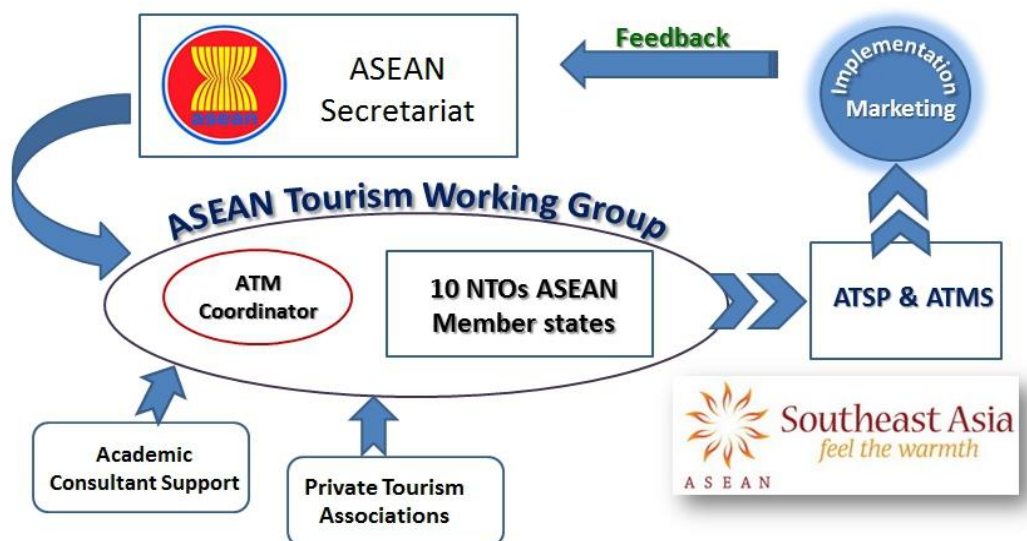 Feedback
Implementation
Marketing
asean
ASEAN
Secretariat
ASEAN Tourism Working Group
ATM
Coordinator
10 NTOs ASEAN
Member states
ATSP & ATMS
Academic
Consultant Support
Private Tourism
Associations
Southeast Asia
feel the warmth
ASEAN